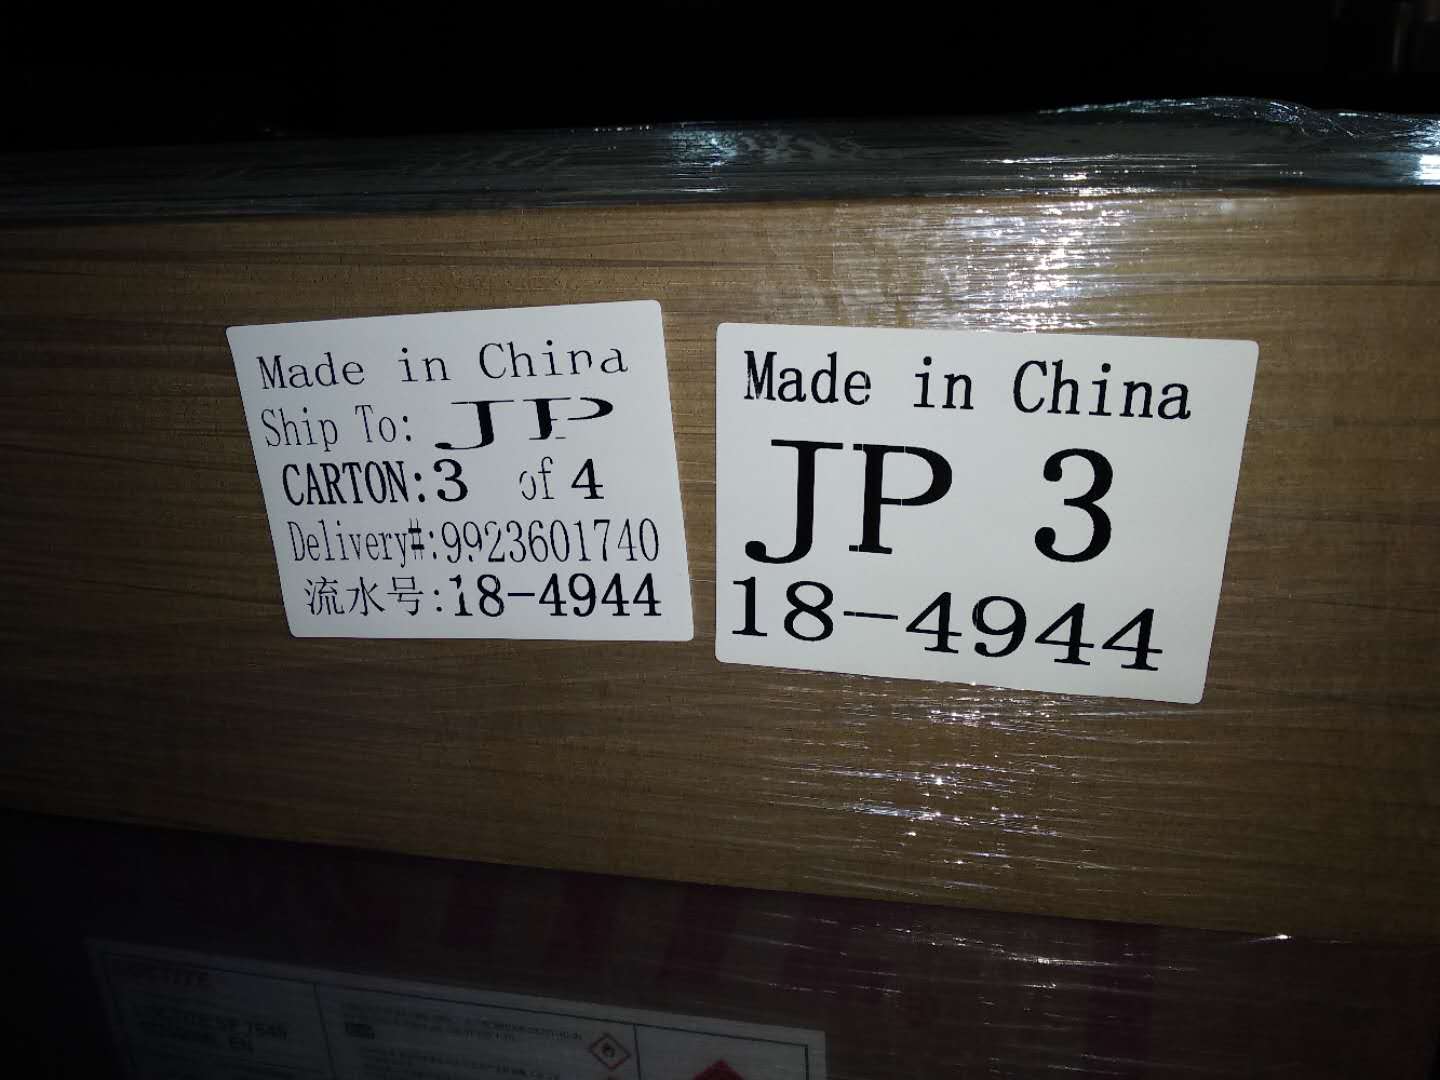 Made in China
Ship To: JP
CARTON:3 of 4
Delivery#:9923601740
流水号:18-4944
Made in China
JP 3
18-4944